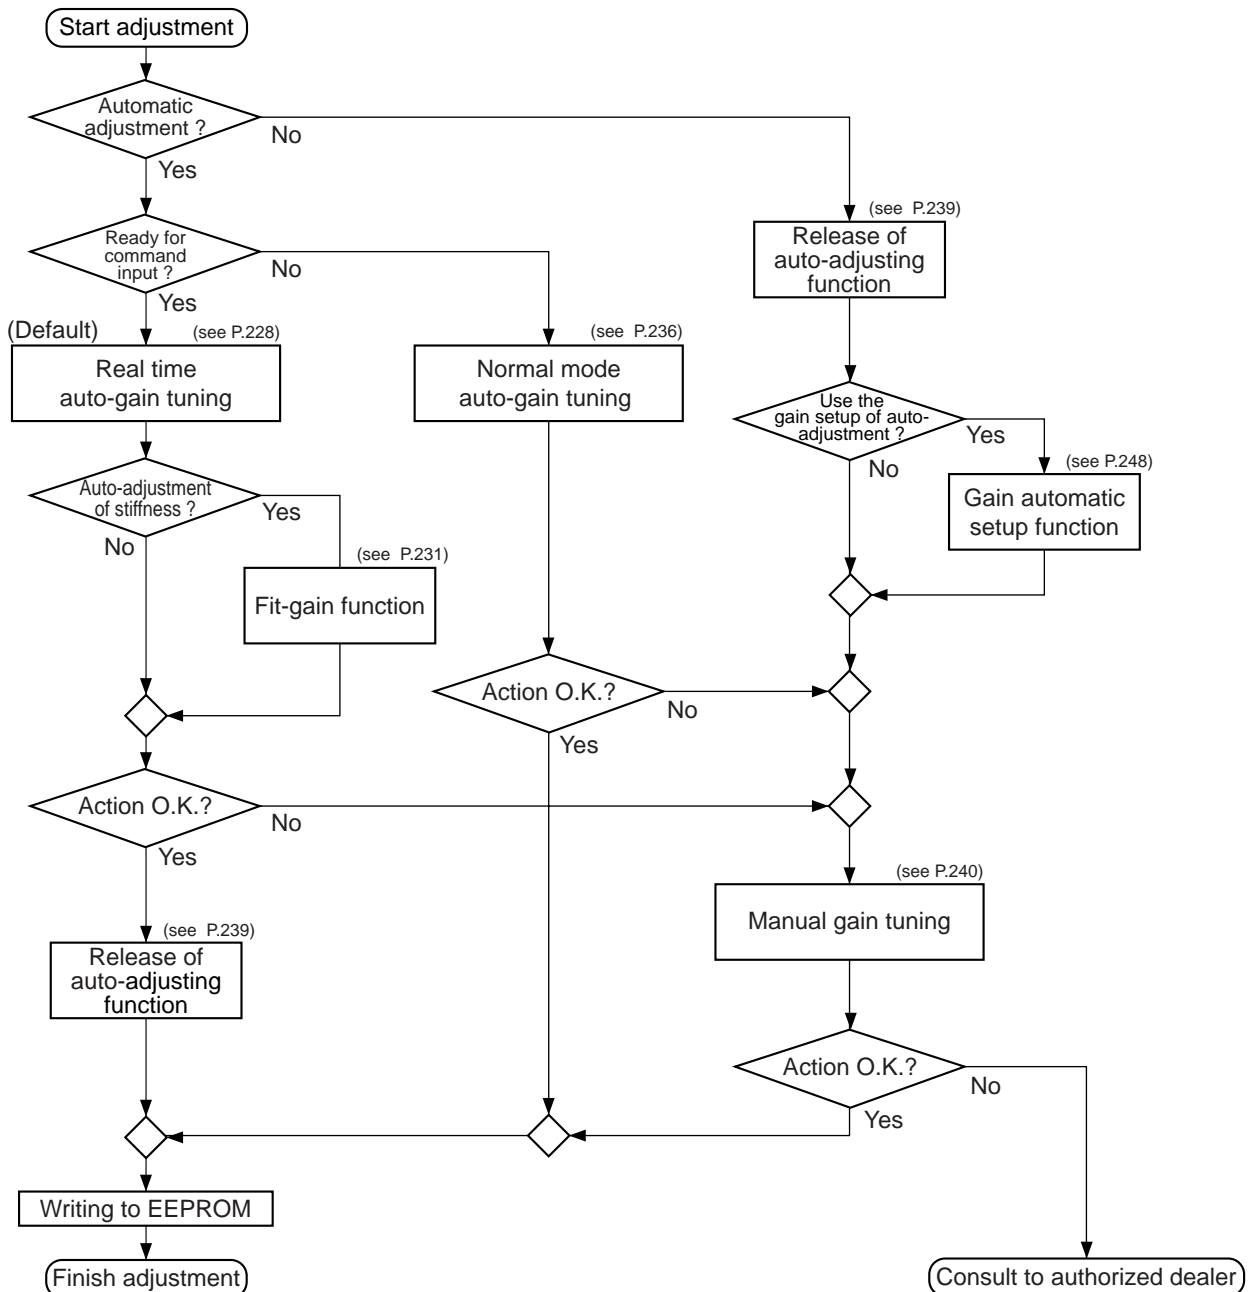 Start adjustment
Automatic
adjustment ?
No
Yes
(see P.239)
Ready for
command
input ?
No
Yes
Release of
auto-adjusting
function
(Default)
(see P.228)
(see P.236)
Real time
auto-gain tuning
Normal mode
auto-gain tuning
Use the
gain setup of auto-
adjustment ?
Yes
No
(see P.248)
Auto-adjustment
of stiffness ?
Yes
No
Gain automatic
setup function
(see P.231)
Fit-gain function
Action O.K.?
No
Yes
Action O.K.?
No
Yes
(see P.240)
Manual gain tuning
(see P.239)
Release of
auto-adjusting
function
Action O.K.?
No
Yes
Writing to EEPROM
Finish adjustment
Consult to authorized dealer